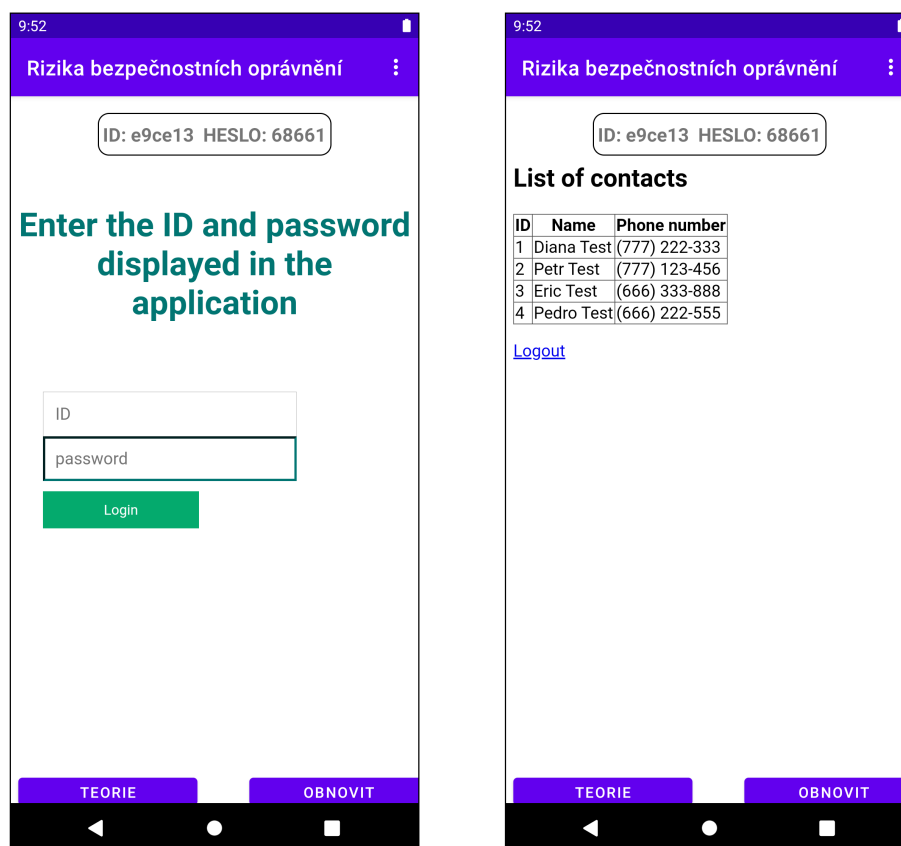 9:52
Rizika bezpečnostních oprávnění
ID: e9ce13 HESLO: 68661
Enter the ID and password
displayed in the
application
ID
password
Login
TEORIE OBNOVIT
9:52
Rizika bezpečnostních oprávnění
ID: e9ce13 HESLO: 68661
List of contacts
ID Name Phone number
1 Diana Test (777) 222-333
2 Petr Test (777) 123-456
3 Eric Test (666) 333-888
4 Pedro Test (666) 222-555
Logout
TEORIE OBNOVIT